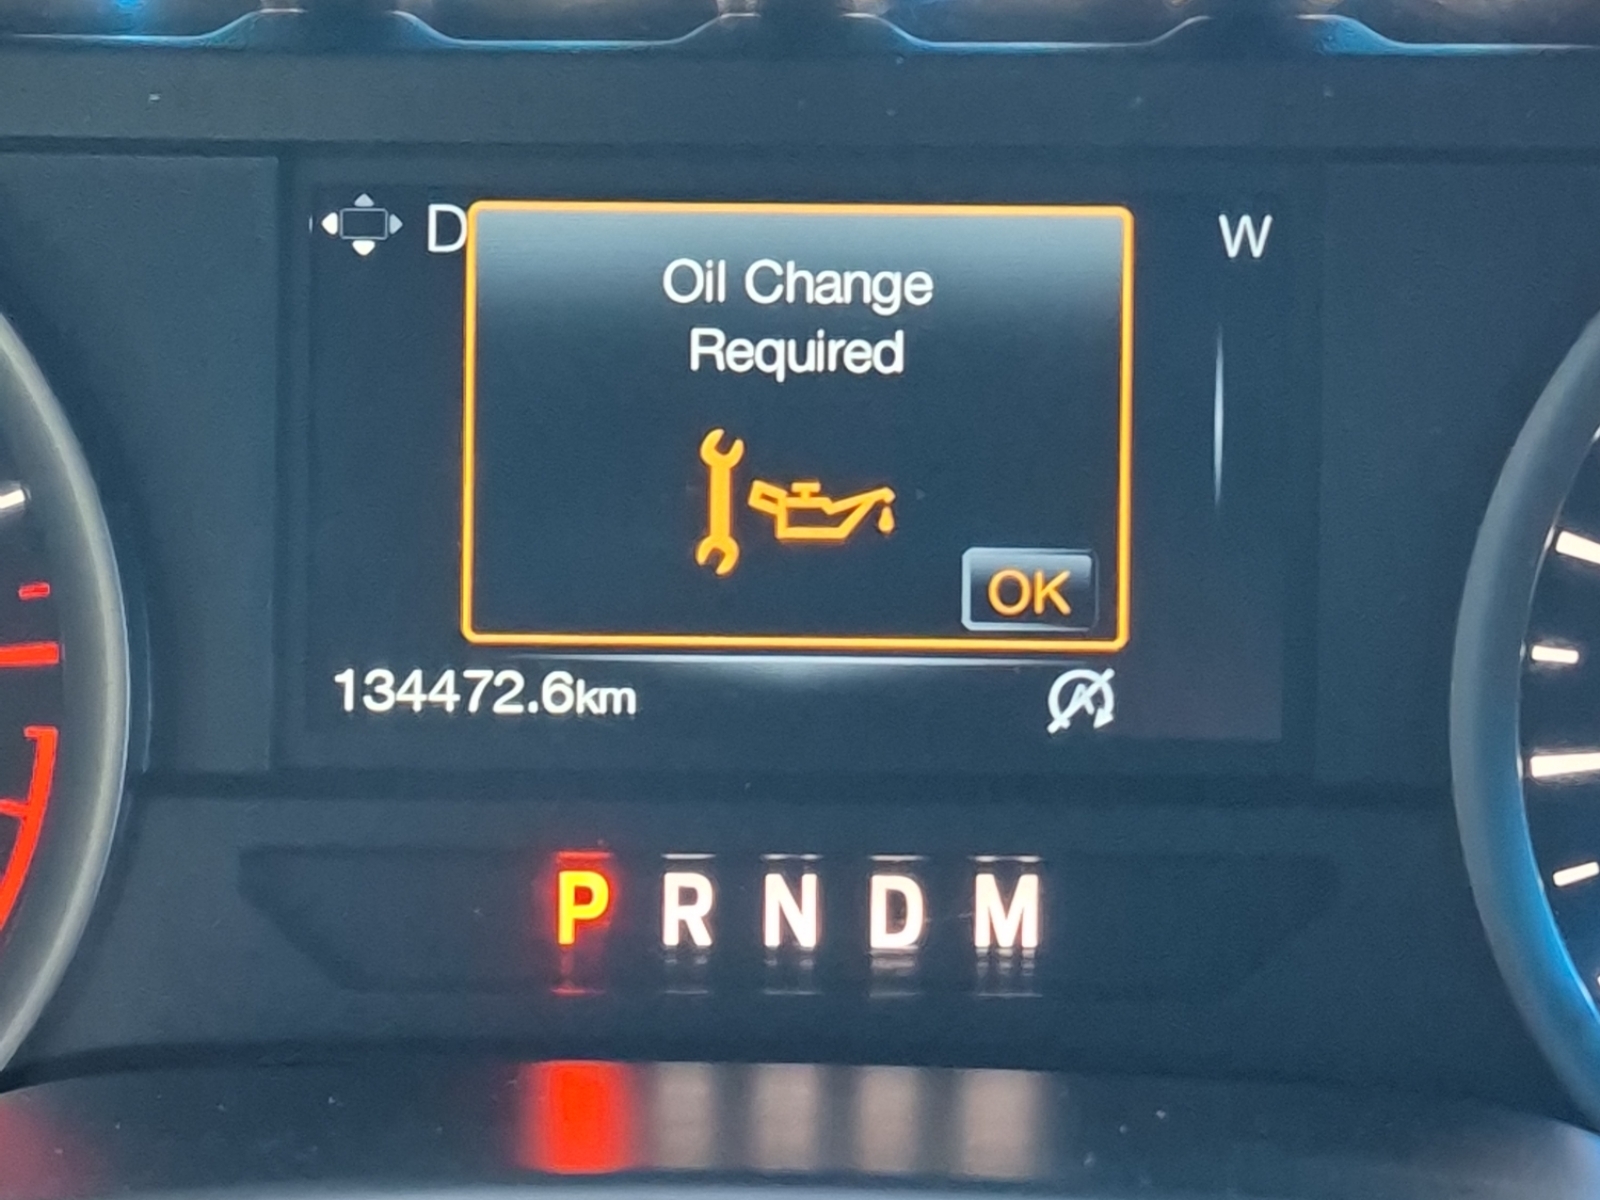 D
W
Oil Change
Required
OK
134472.6km
P R N D M